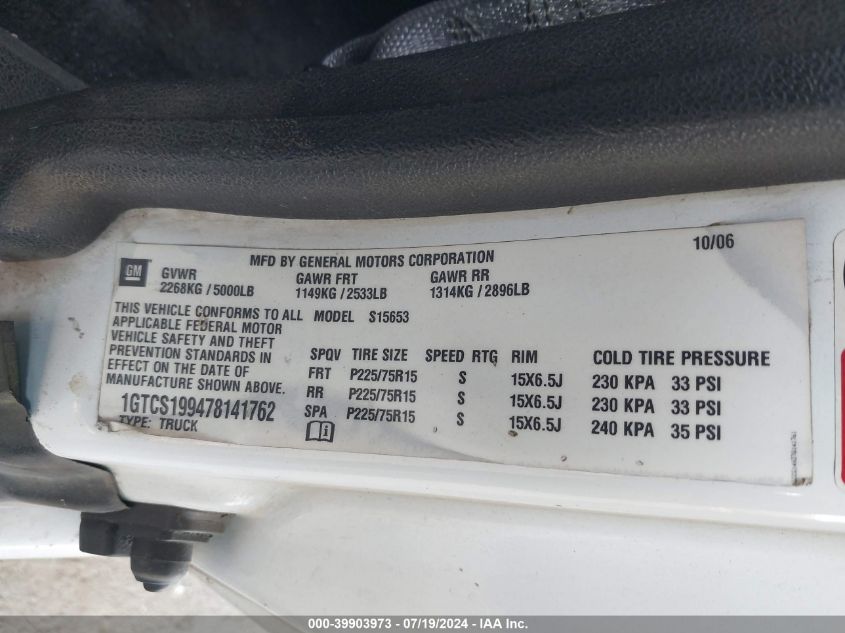 MFD BY GENERAL MOTORS CORPORATION 10/06
GM
GVWR GAWR FRT GAWR RR
2268KG / 5000LB 1149KG / 2533LB 1314KG / 2896LB
THIS VEHICLE CONFORMS TO ALL MODEL S15653
APPLICABLE FEDERAL MOTOR
VEHICLE SAFETY AND THEFT
PREVENTION STANDARDS IN
EFFECT ON THE DATE OF
MANUFACTURE SHOWN ABOVE.
1GTCS199478141762
TYPE: TRUCK
SPQV TIRE SIZE SPEED RTG RIM COLD TIRE PRESSURE
FRT P225/75R15 S 15X6.5J 230 KPA 33 PSI
RR P225/75R15 S 15X6.5J 230 KPA 33 PSI
SPA P225/75R15 S 15X6.5J 240 KPA 35 PSI
000-39903973 - 07/19/2024 - IAA Inc.